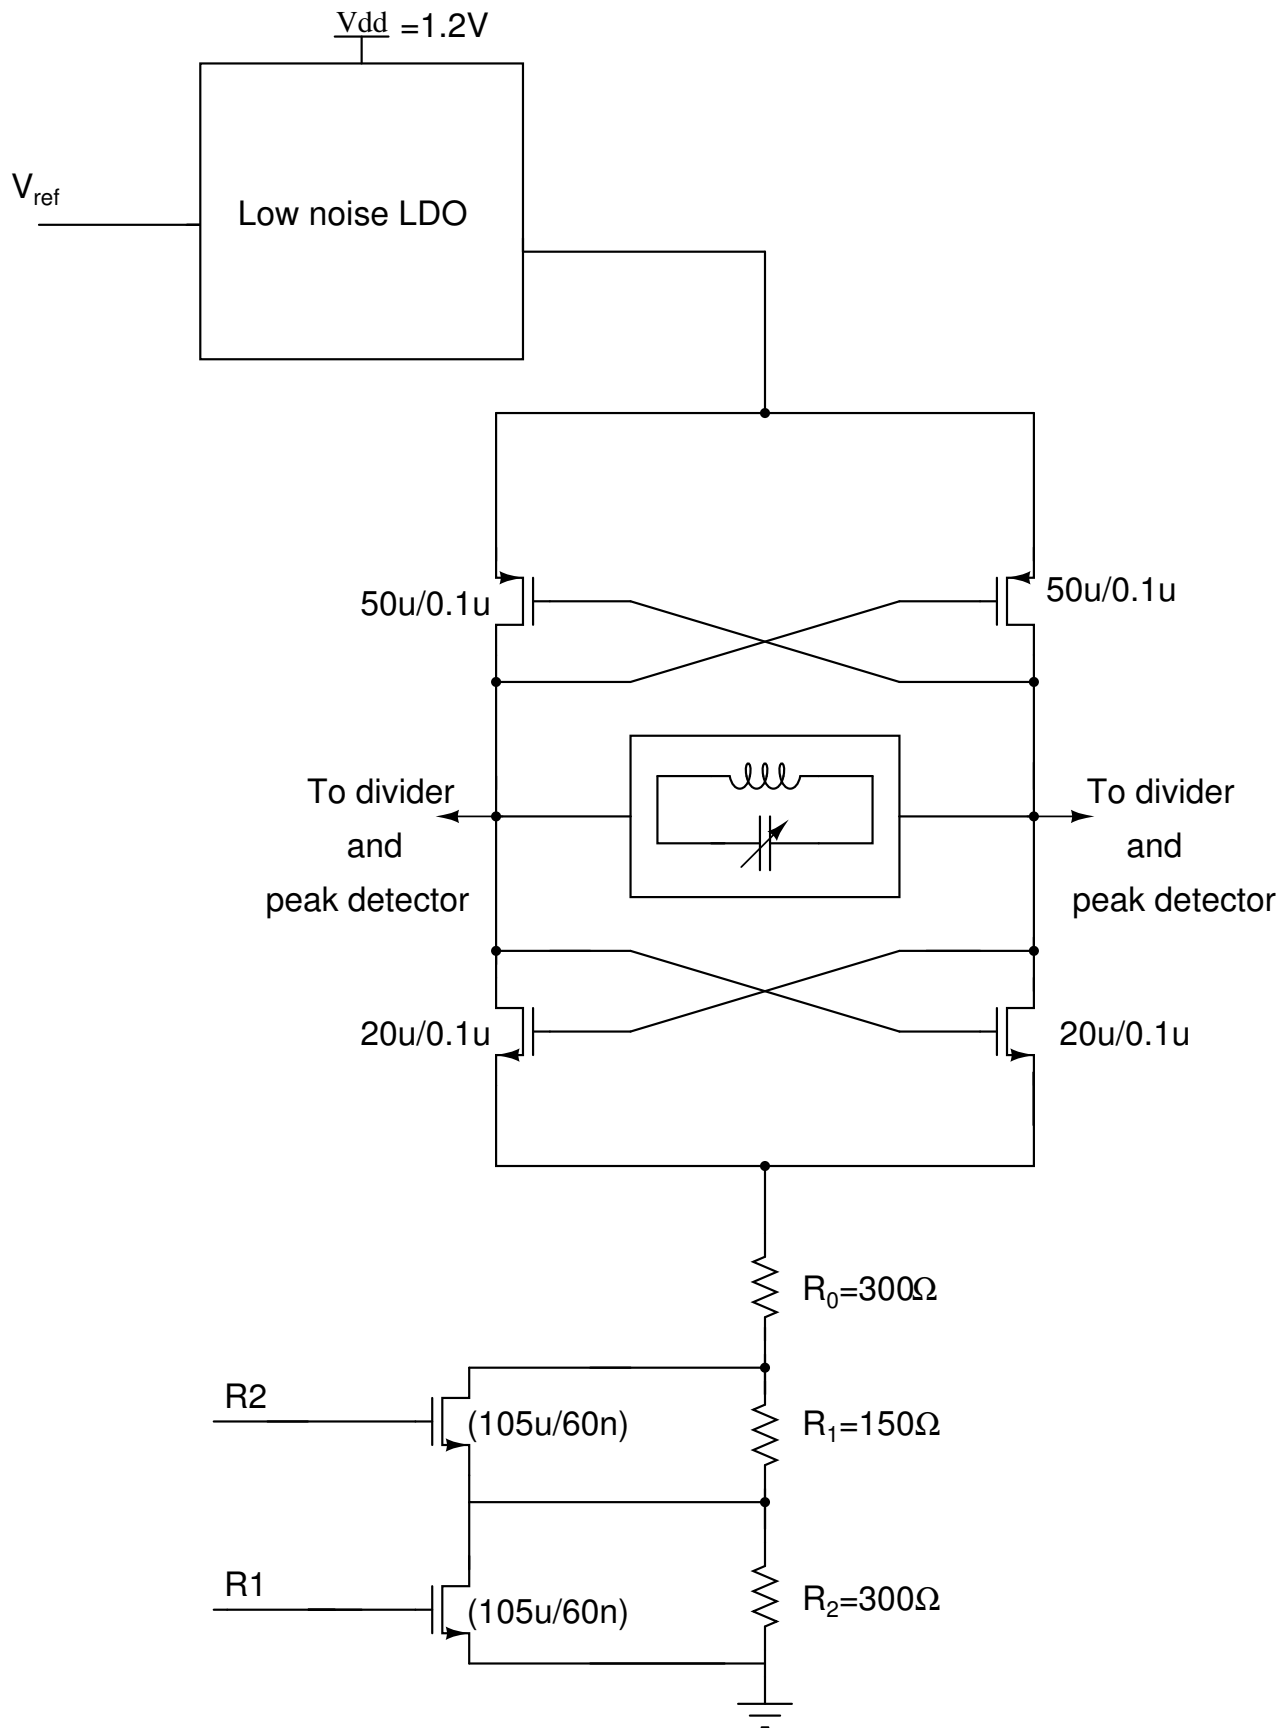 Vdd =1.2V
Vref
Low noise LDO
50u/0.1u
50u/0.1u
To divider
and
peak detector
To divider
and
peak detector
20u/0.1u
20u/0.1u
R0=300Ω
R2
(105u/60n)
R1=150Ω
R1
(105u/60n)
R2=300Ω